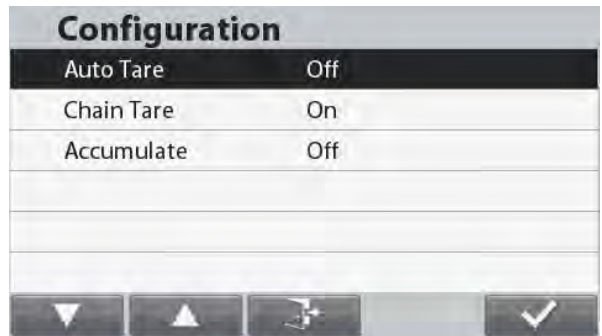 Configuration
Auto Tare Off
Chain Tare On
Accumulate Off